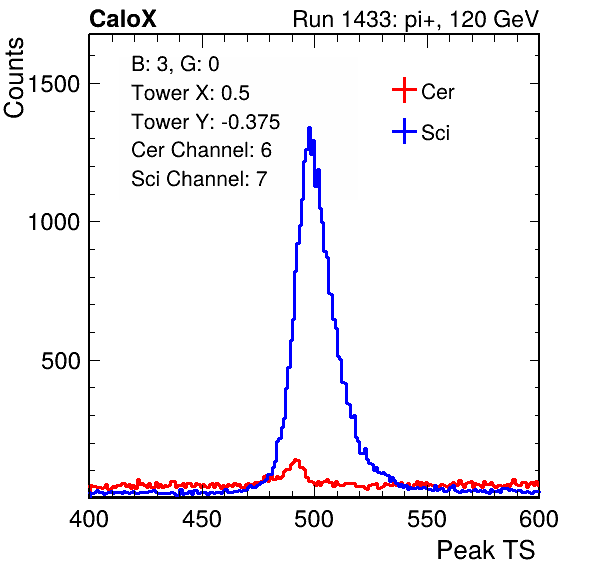 CaloX Run 1433: pi+, 120 GeV
Counts
B: 3, G: 0
Tower X: 0.5
Tower Y: -0.375
Cer Channel: 6
Sci Channel: 7
Cer
Sci
1500
1000
500
400 450 500 550 600
Peak TS